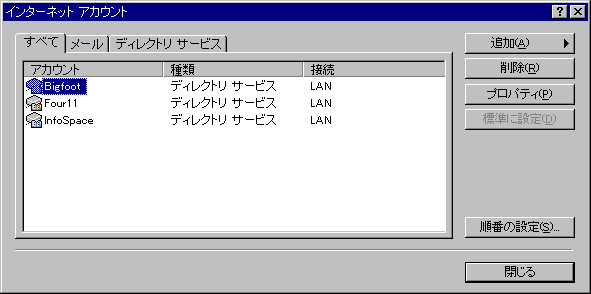 インターネット アカウント
すべて メール ディレクトリ サービス
アカウント 種類 接続
Bigfoot ディレクトリ サービス LAN
Four11 ディレクトリ サービス LAN
InfoSpace ディレクトリ サービス LAN
追加(A)
削除(R)
プロパティ(P)
標準に設定(D)
順番の設定(S)...
閉じる